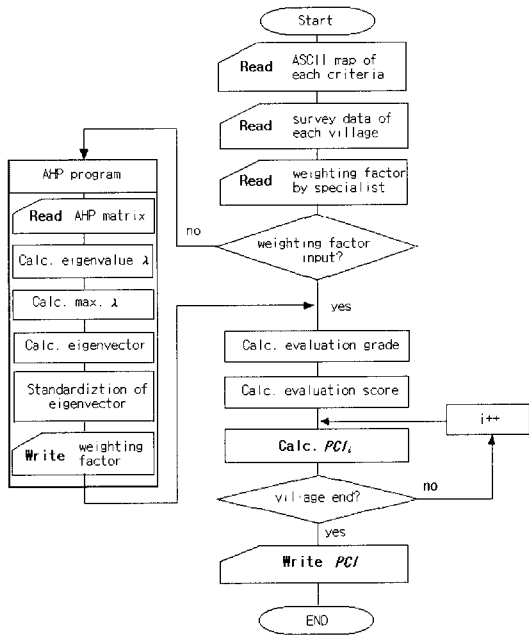 Start
Read ASCII map of
each criteria
Read survey data of
each village
Read weighting factor
by specialist
weighting factor
input?
no
yes
AHP program
Read AHP matrix
Calc. eigenvalue λ
Calc. max. λ
Calc. eigenvector
Standardiztion of
eigenvector
Write weighting
factor
Calc. evaluation grade
Calc. evaluation score
i++
Calc. PCIi
village end?
no
yes
Write PCI
END